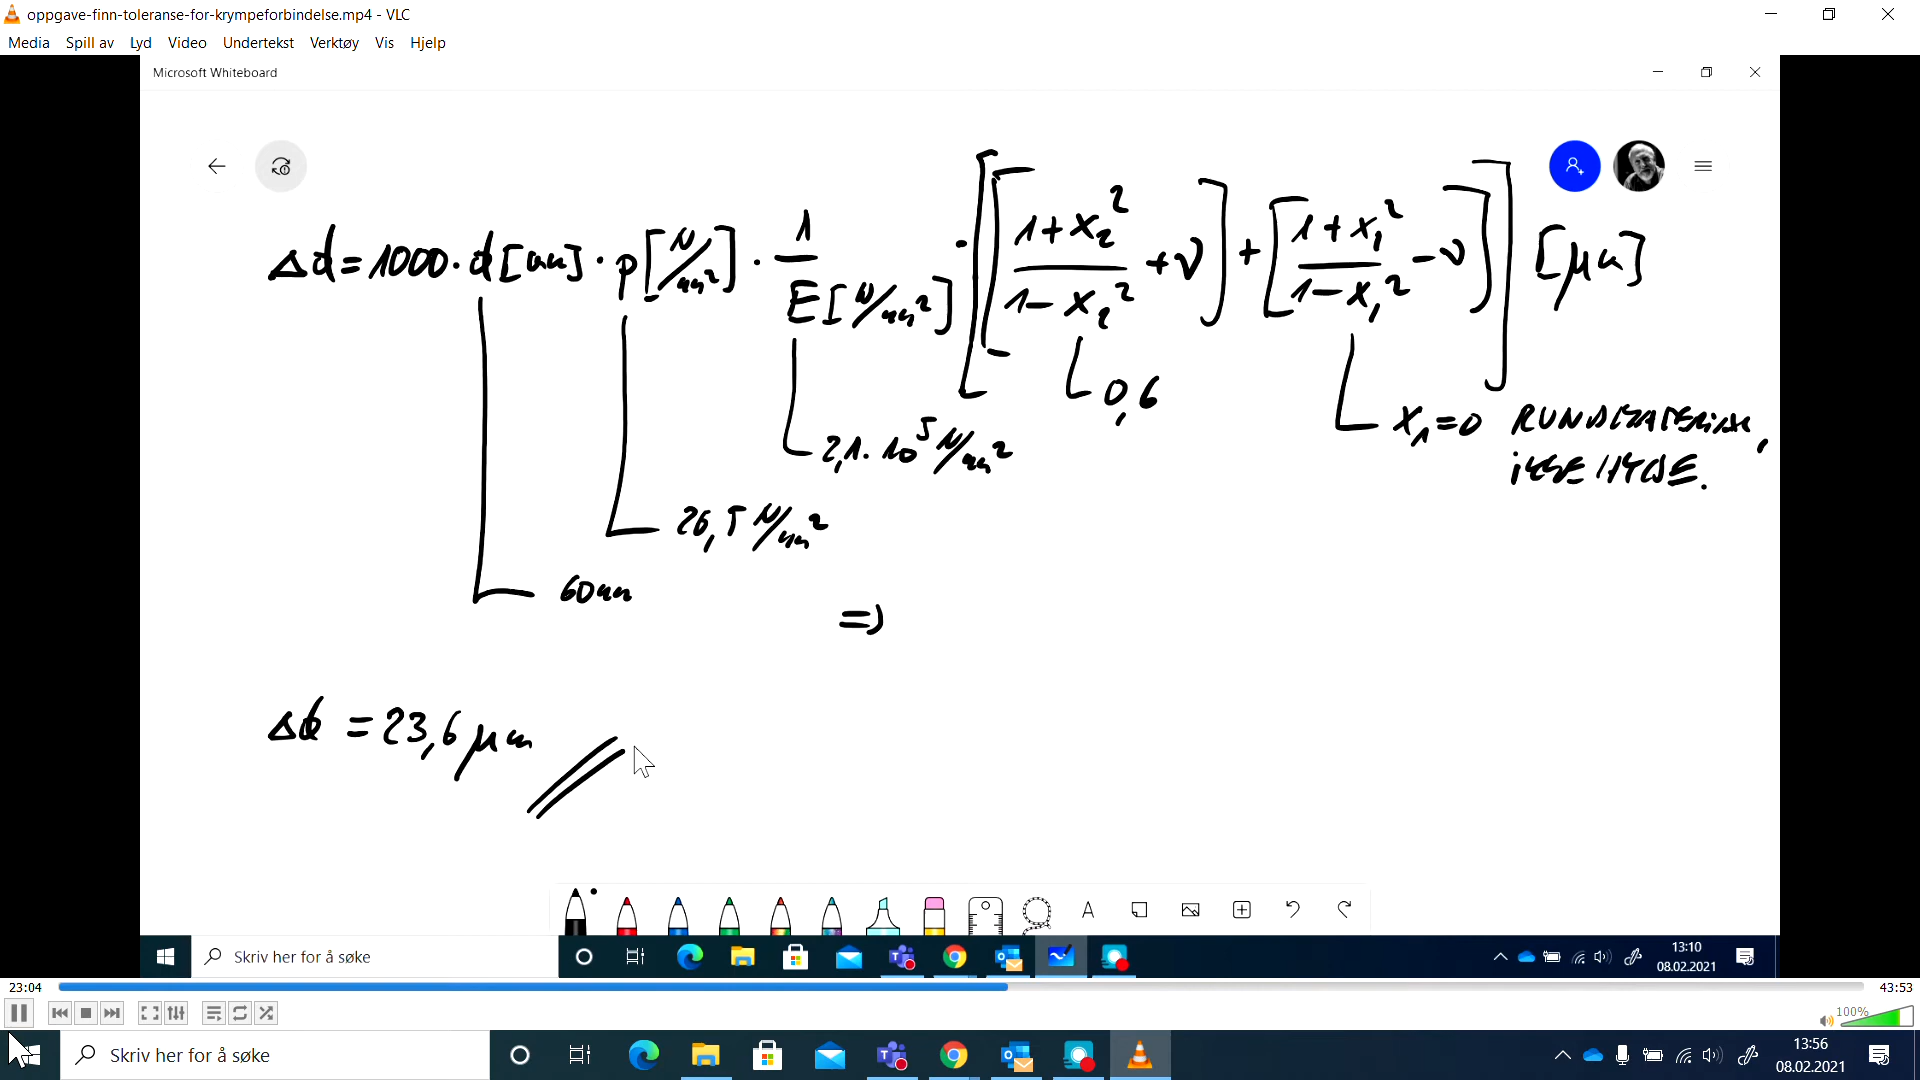 oppgave-finn-toleranse-for-krympeforbindelse.mp4 - VLC
Media Spill av Lyd Video Undertekst Verktøy Vis Hjelp
Microsoft Whiteboard
Δd = 1000 · d [mm] · p [N/mm²] · 1/E [N/mm²] · [[(1+x₂²)/(1-x₂²) + ν] + [(1+x₁²)/(1-x₁²) - ν]] [μm]
0,6
x₁=0 RUNDMATERIALE,
IKKE HYLSE.
2,1·10⁵ N/mm²
26,5 N/mm²
60mm
=>
Δd = 23,6 μm
A
Skriv her for å søke
13:10
08.02.2021
23:04
43:53
100%
Skriv her for å søke
13:56
08.02.2021